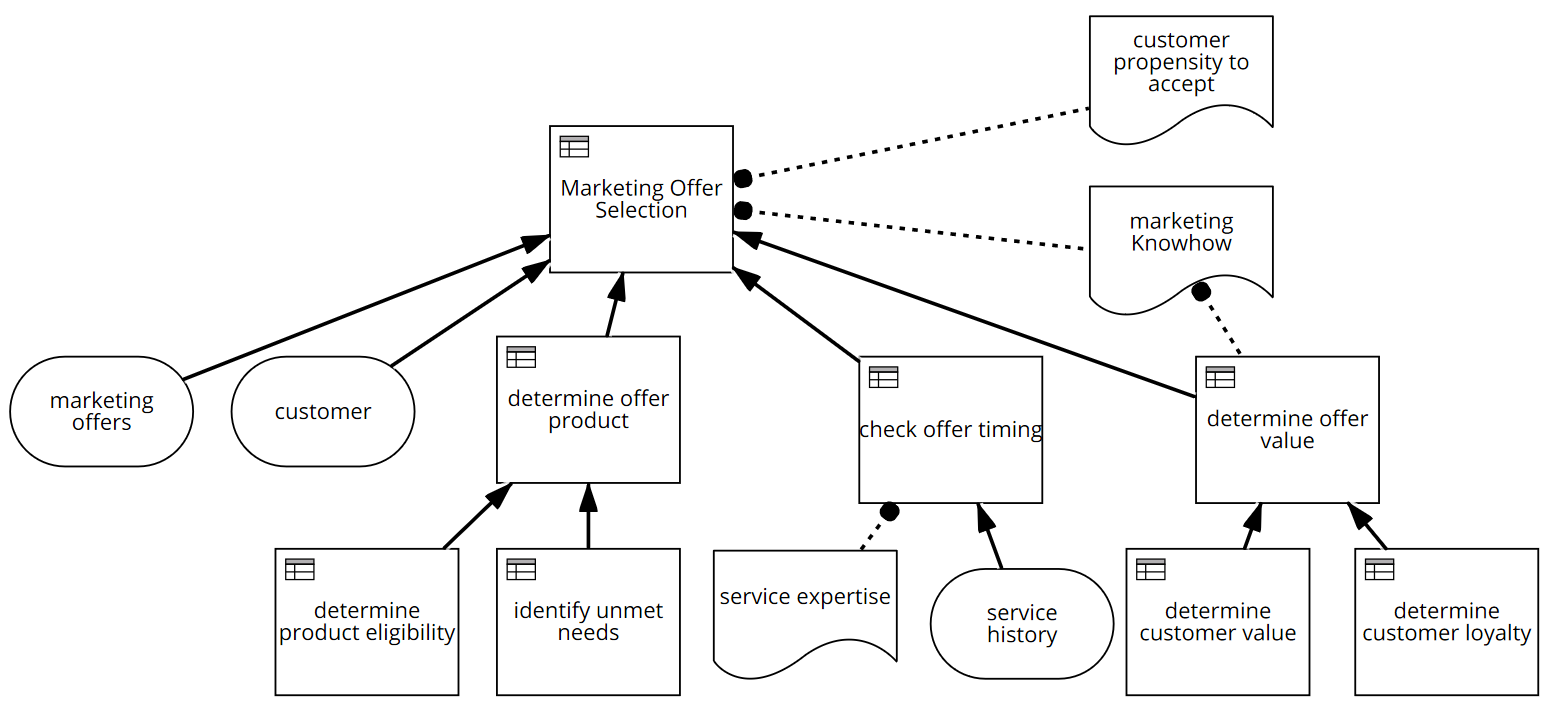 customer
propensity to
accept
Marketing Offer
Selection
marketing
Knowhow
marketing
offers
customer
determine offer
product
check offer timing
determine offer
value
determine
product eligibility
identify unmet
needs
service expertise
service
history
determine
customer value
determine
customer loyalty